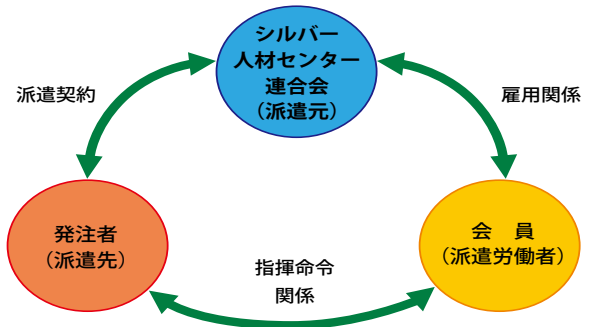 シルバー
人材センター
連合会
（派遣元）
派遣契約
雇用関係
発注者
（派遣先）
会　員
（派遣労働者）
指揮命令
関係